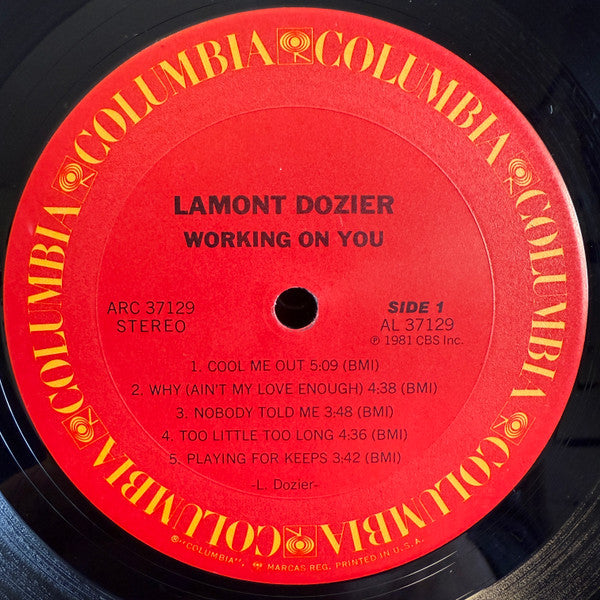 COLUMBIA COLUMBIA COLUMBIA COLUMBIA COLUMBIA COLUMBIA
LAMONT DOZIER
WORKING ON YOU
ARC 37129
STEREO
SIDE 1
AL 37129
℗ 1981 CBS Inc.
1. COOL ME OUT 5:09 (BMI)
2. WHY (AIN'T MY LOVE ENOUGH) 4:38 (BMI)
3. NOBODY TOLD ME 3:48 (BMI)
4. TOO LITTLE TOO LONG 4:36 (BMI)
5. PLAYING FOR KEEPS 3:42 (BMI)
-L. Dozier-
®"COLUMBIA", MARCAS REG. PRINTED IN U.S.A.